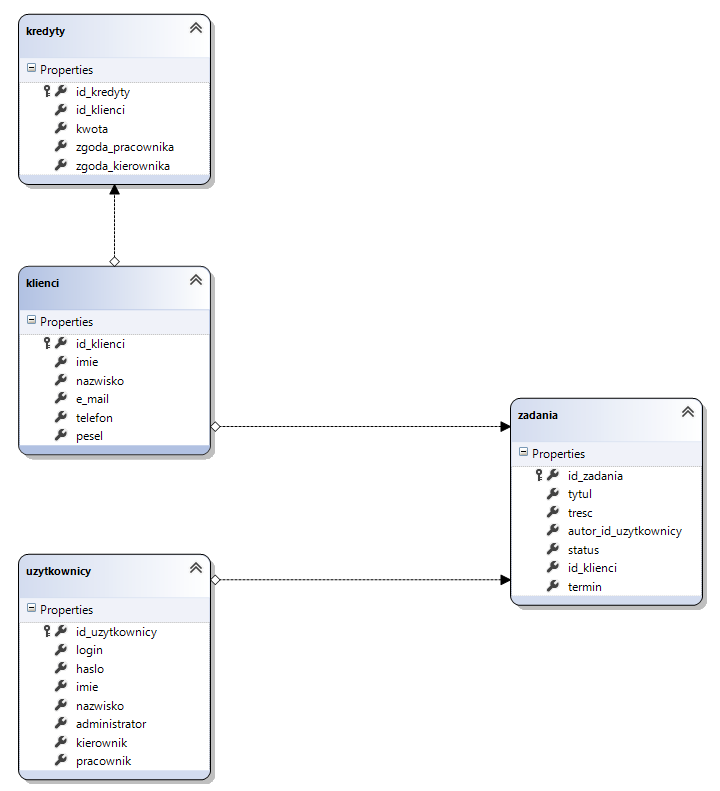 kredyty
Properties
id_kredyty
id_klienci
kwota
zgoda_pracownika
zgoda_kierownika
klienci
Properties
id_klienci
imie
nazwisko
e_mail
telefon
pesel
zadania
Properties
id_zadania
tytul
tresc
autor_id_uzytkownicy
status
id_klienci
termin
uzytkownicy
Properties
id_uzytkownicy
login
haslo
imie
nazwisko
administrator
kierownik
pracownik